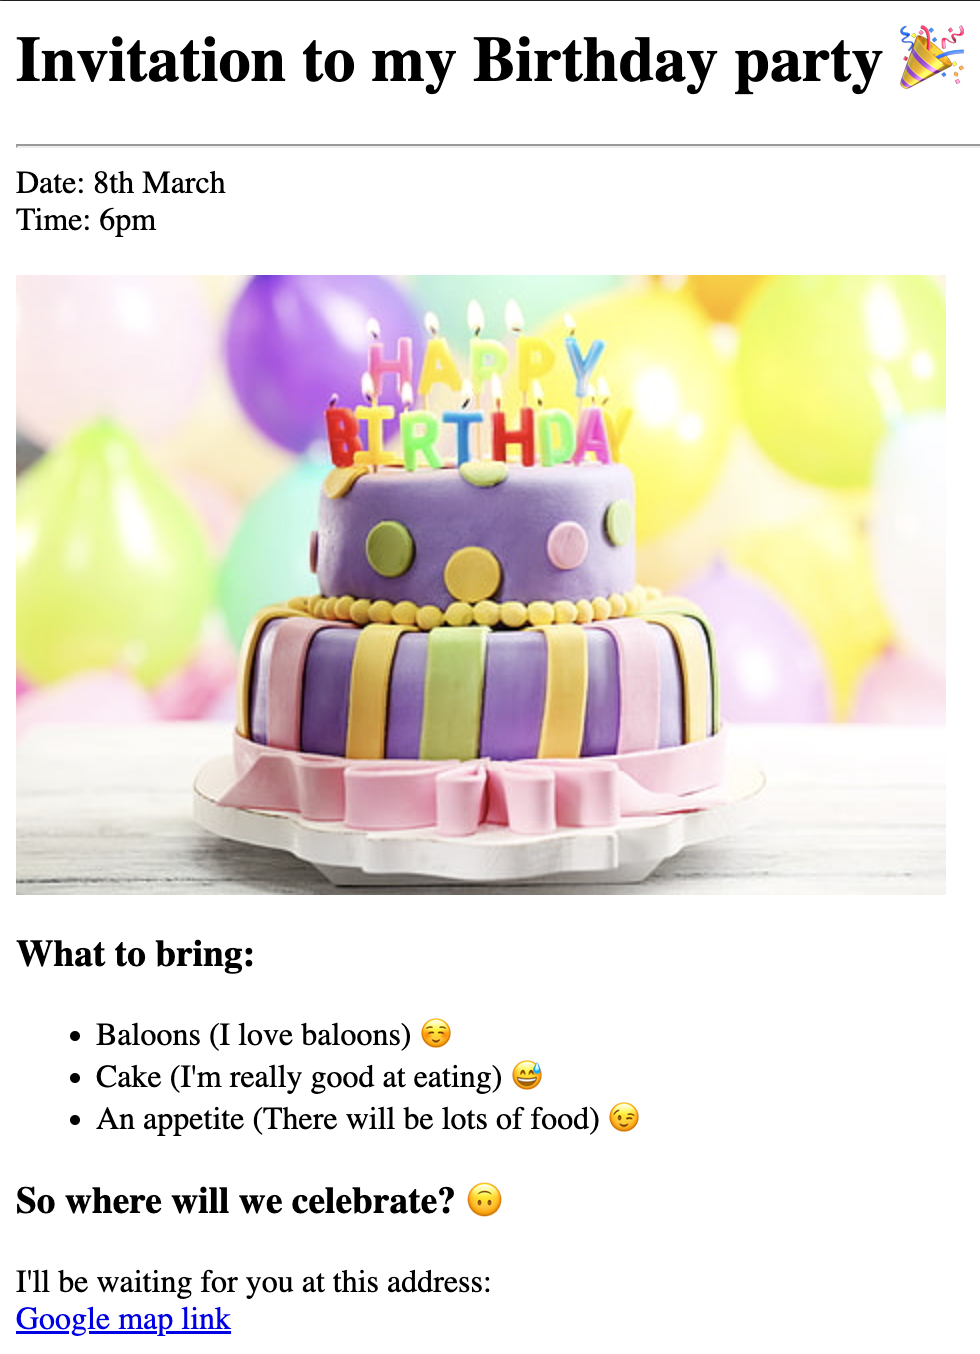 Invitation to my Birthday party 🎉
Date: 8th March
Time: 6pm
HAPPY
BIRTHDAY
What to bring:
• Baloons (I love baloons) ☺️
• Cake (I'm really good at eating) 😅
• An appetite (There will be lots of food) 😉
So where will we celebrate? 🙃
I'll be waiting for you at this address:
Google map link